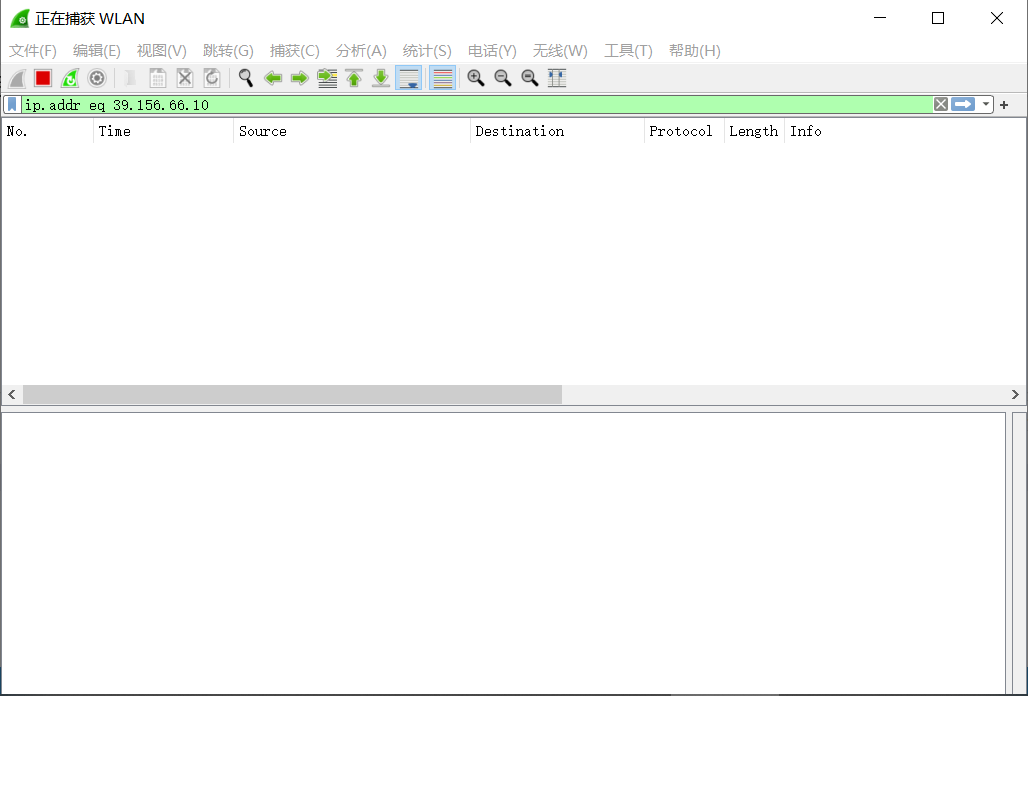 正在捕获 WLAN
文件(F) 编辑(E) 视图(V) 跳转(G) 捕获(C) 分析(A) 统计(S) 电话(Y) 无线(W) 工具(T) 帮助(H)
ip.addr eq 39.156.66.10
No. Time Source Destination Protocol Length Info